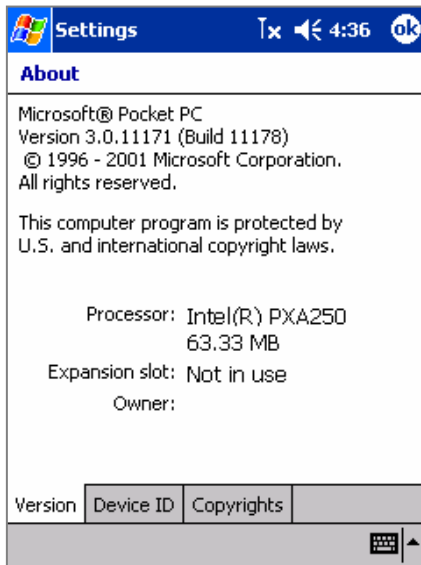 Settings 4:36 ok
About
Microsoft® Pocket PC
Version 3.0.11171 (Build 11178)
© 1996 - 2001 Microsoft Corporation.
All rights reserved.
This computer program is protected by
U.S. and international copyright laws.
Processor: Intel(R) PXA250
63.33 MB
Expansion slot: Not in use
Owner:
Version Device ID Copyrights